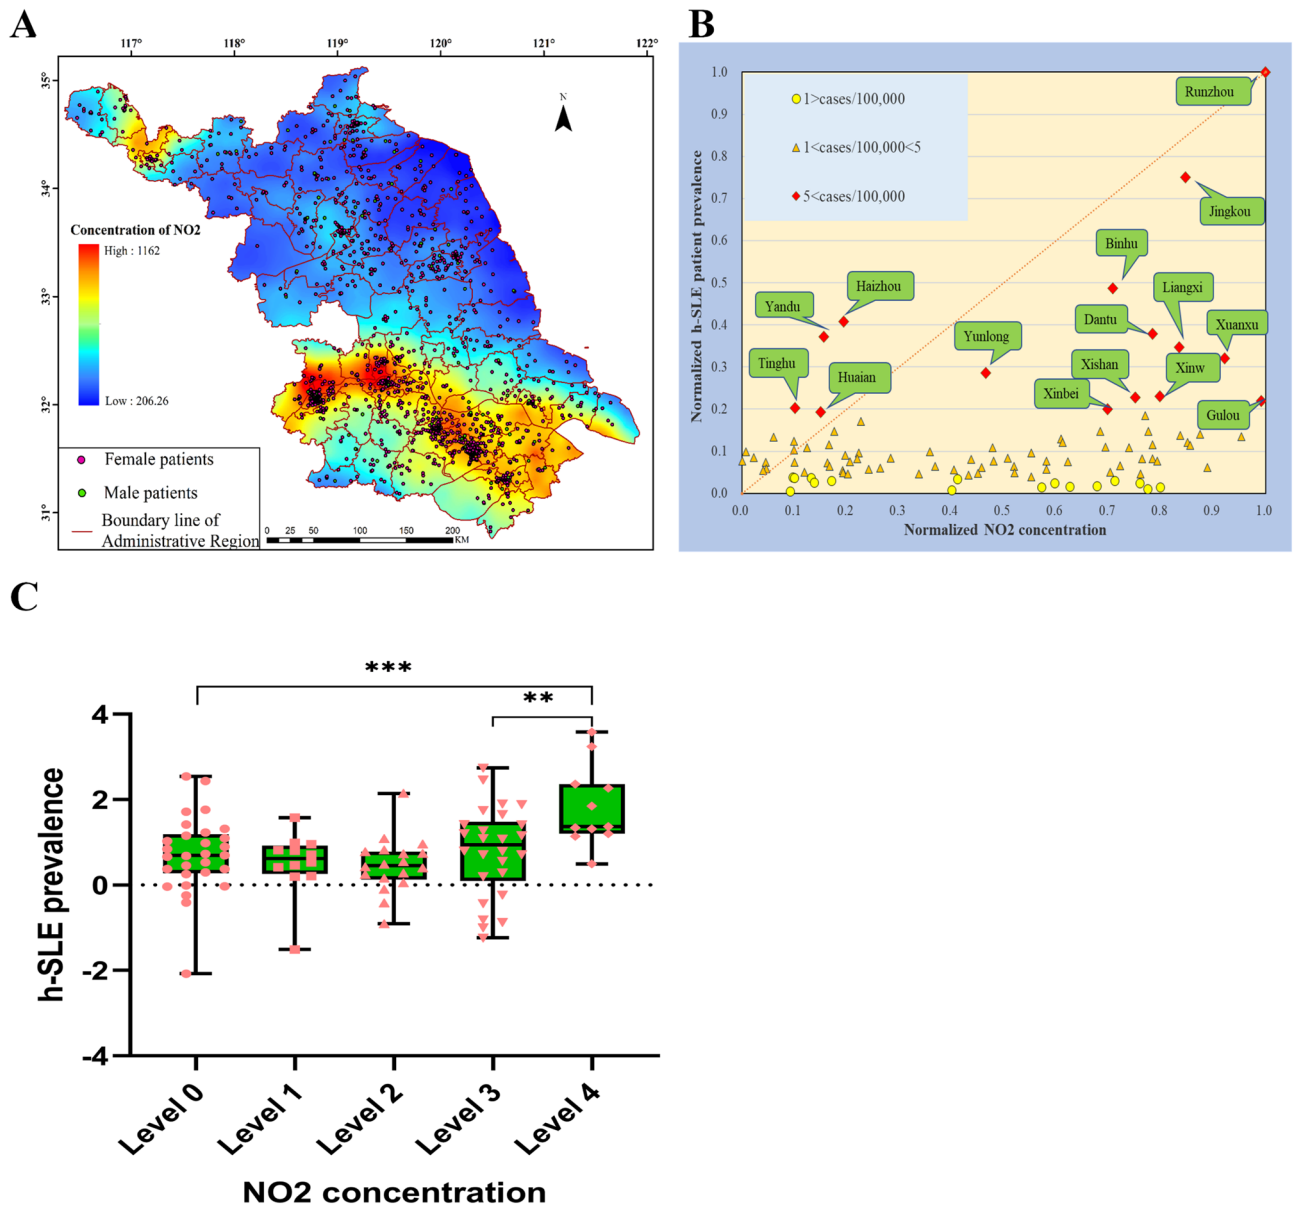 A
117° 118° 119° 120° 121° 122°
35°
34°
33°
32°
31°
N
Concentration of NO2
High : 1162
Low : 206.26
Female patients
Male patients
Boundary line of
Administrative Region
0 25 50 100 150 200
KM
B
Normalized h-SLE patient prevalence
1.0
0.9
0.8
0.7
0.6
0.5
0.4
0.3
0.2
0.1
0.0
1>cases/100,000
1<cases/100,000<5
5<cases/100,000
Runzhou
Jingkou
Binhu
Haizhou
Liangxi
Yandu
Dantu
Xuanxu
Yunlong
Tinghu
Huaian
Xishan
Xinw
Xinbei
Gulou
0.0 0.1 0.2 0.3 0.4 0.5 0.6 0.7 0.8 0.9 1.0
Normalized NO2 concentration
C
***
**
h-SLE prevalence
4
2
0
-2
-4
Level 0 Level 1 Level 2 Level 3 Level 4
NO2 concentration